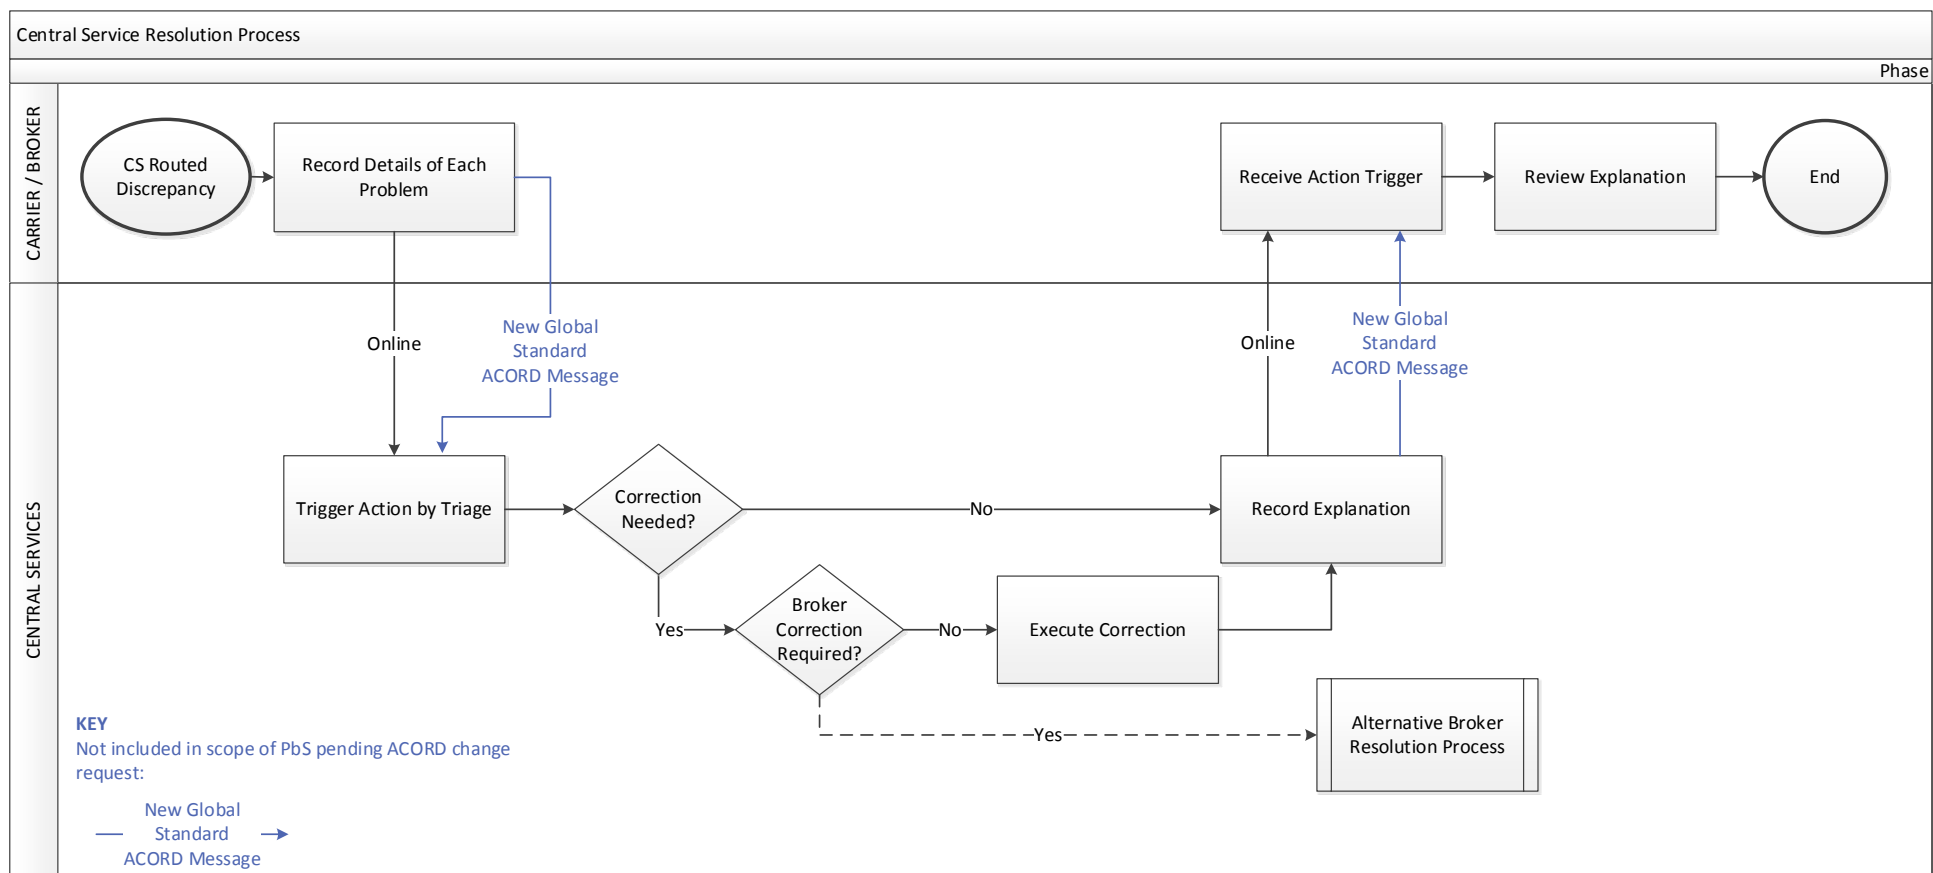 Central Service Resolution Process
Phase
CARRIER / BROKER
CS Routed
Discrepancy
Record Details of Each
Problem
Receive Action Trigger
Review Explanation
End
Online
New Global
Standard
ACORD Message
Online
New Global
Standard
ACORD Message
CENTRAL SERVICES
Trigger Action by Triage
Correction
Needed?
No
Record Explanation
Yes
Broker
Correction
Required?
No
Execute Correction
Yes
Alternative Broker
Resolution Process
KEY
Not included in scope of PbS pending ACORD change
request:
New Global
Standard
ACORD Message